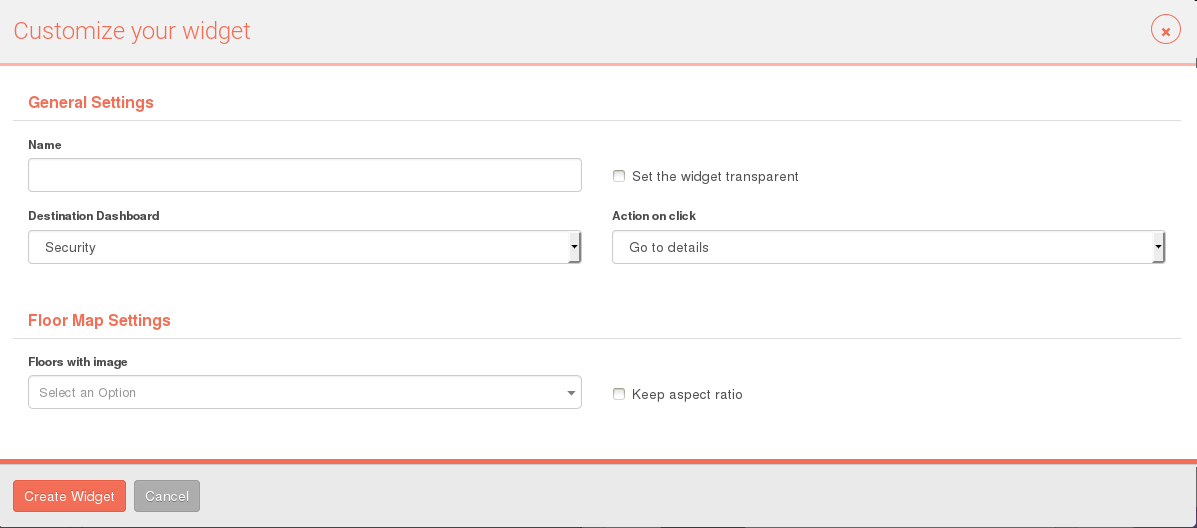 Customize your widget
General Settings
Name
Set the widget transparent
Destination Dashboard
Action on click
Security
Go to details
Floor Map Settings
Floors with image
Select an Option
Keep aspect ratio
Create Widget
Cancel